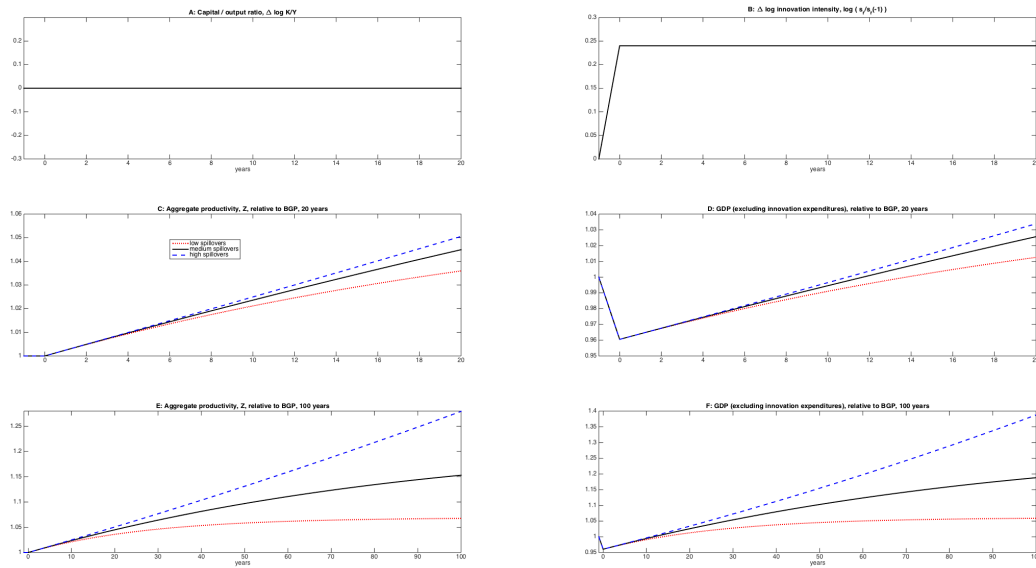 A: Capital / output ratio, Δ log K/Y
0.2
0.1
0
-0.1
-0.2
-0.3
0 2 4 6 8 10 12 14 16 18 20
years
B: Δ log innovation intensity, log ( s_r/s_r(-1) )
0.3
0.25
0.2
0.15
0.1
0.05
0
0 2 4 6 8 10 12 14 16 18 20
years
C: Aggregate productivity, Z, relative to BGP, 20 years
1.06
1.05
1.04
1.03
1.02
1.01
1
low spillovers
medium spillovers
high spillovers
0 2 4 6 8 10 12 14 16 18 20
D: GDP (excluding innovation expenditures), relative to BGP, 20 years
1.04
1.03
1.02
1.01
1
0.99
0.98
0.97
0.96
0.95
0 2 4 6 8 10 12 14 16 18
E: Aggregate productivity, Z, relative to BGP, 100 years
1.25
1.2
1.15
1.1
1.05
1
0 10 20 30 40 50 60 70 80 90 100
years
F: GDP (excluding innovation expenditures), relative to BGP, 100 years
1.4
1.35
1.3
1.25
1.2
1.15
1.1
1.05
1
0.95
0 10 20 30 40 50 60 70 80 90
years